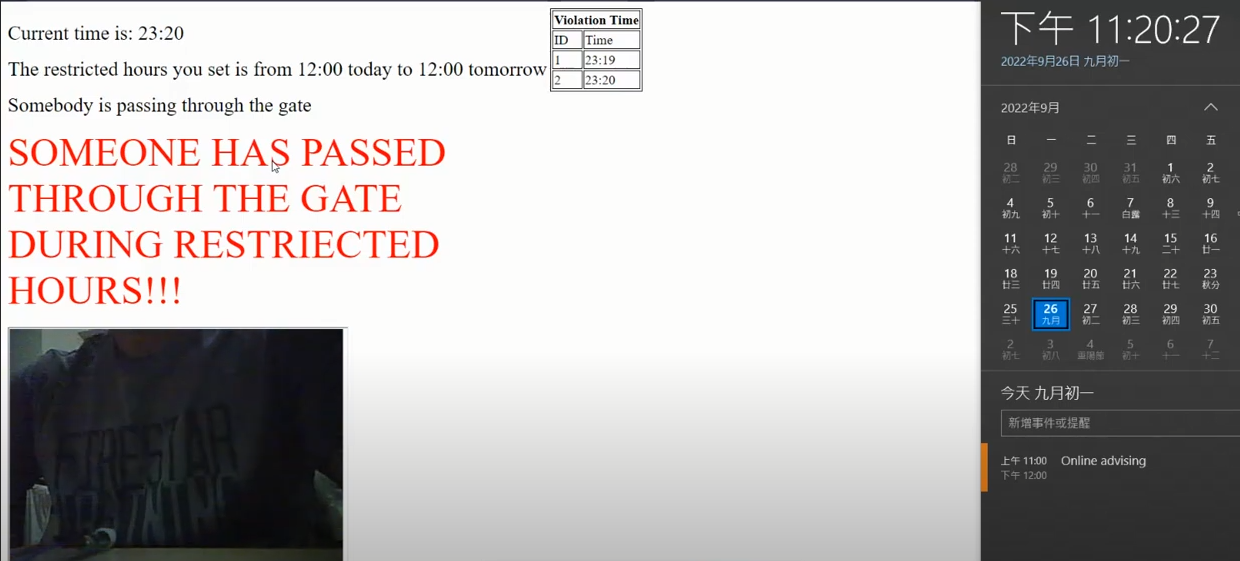 Current time is: 23:20
The restricted hours you set is from 12:00 today to 12:00 tomorrow
Somebody is passing through the gate
SOMEONE HAS PASSED
THROUGH THE GATE
DURING RESTRIECTED
HOURS!!!
Violation Time
ID Time
1 23:19
2 23:20
下午 11:20:27
2022年9月26日 九月初一
2022年9月
日 一 二 三 四 五
28 29 30 31 1 2
初二 初三 初四 初五 初六 初七
4 5 6 7 8 9
初九 初十 十一 白露 十三 十四
11 12 13 14 15 16
十六 十七 十八 十九 二十 廿一
18 19 20 21 22 23
廿三 廿四 廿五 廿六 廿七 秋分
25 26 27 28 29 30
三十 九月 初二 初三 初四 初五
2 3 4 5 6 7
初七 初八 重陽節 初十 十一 十二
今天 九月初一
新增事件或提醒
上午 11:00 Online advising
下午 12:00